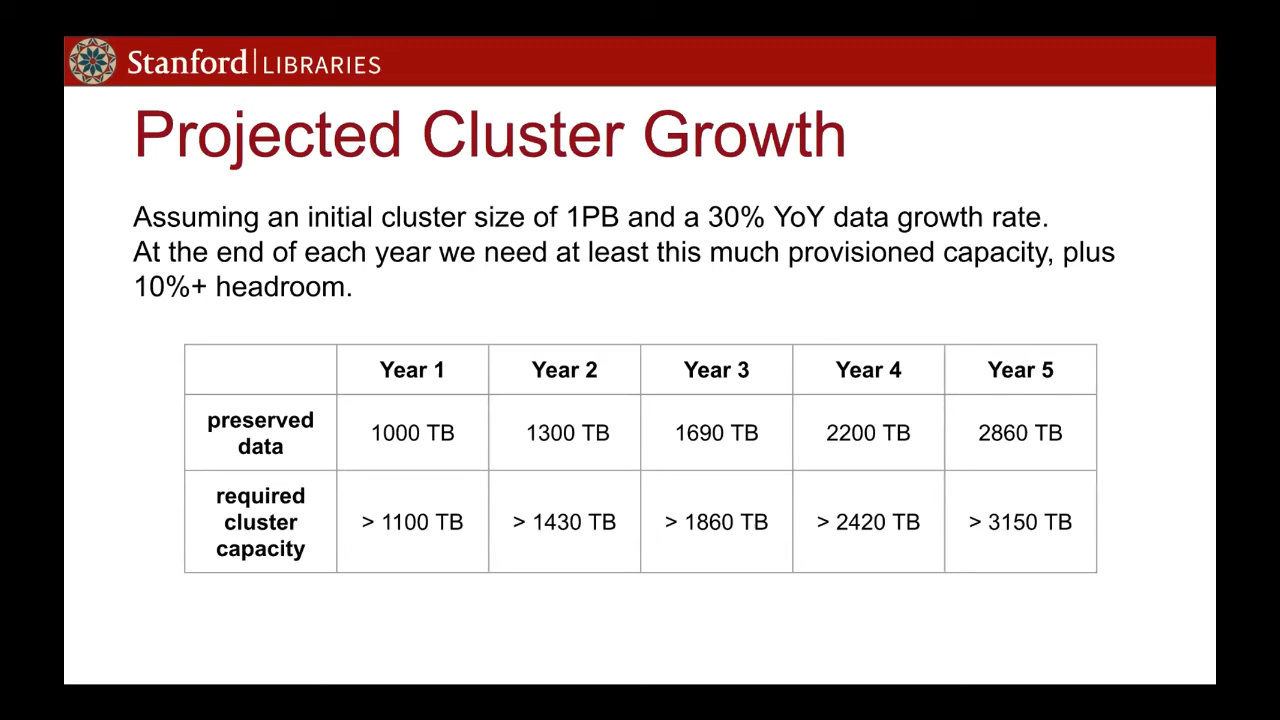 Stanford LIBRARIES
Projected Cluster Growth
Assuming an initial cluster size of 1PB and a 30% YoY data growth rate.
At the end of each year we need at least this much provisioned capacity, plus
10%+ headroom.
Year 1 Year 2 Year 3 Year 4 Year 5
preserved
data 1000 TB 1300 TB 1690 TB 2200 TB 2860 TB
required
cluster
capacity > 1100 TB > 1430 TB > 1860 TB > 2420 TB > 3150 TB